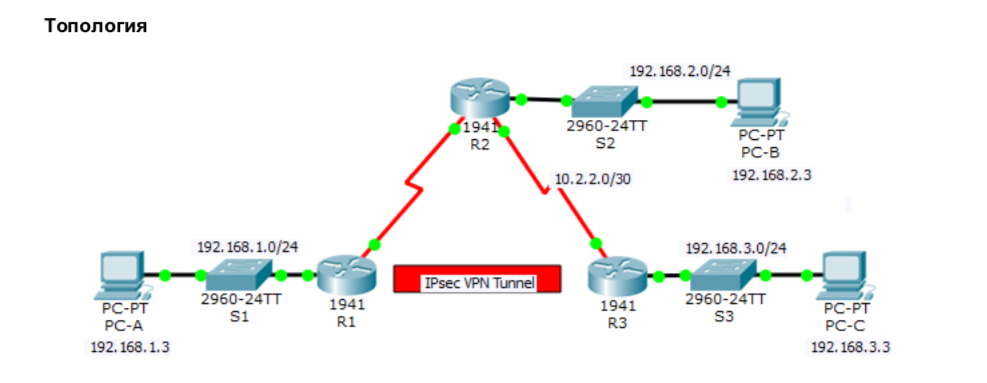 Топология
192.168.2.0/24
1941
R2
2960-24TT
S2
PC-PT
PC-B
192.168.2.3
10.2.2.0/30
192.168.1.0/24
192.168.3.0/24
IPsec VPN Tunnel
PC-PT
PC-A
192.168.1.3
2960-24TT
S1
1941
R1
1941
R3
2960-24TT
S3
PC-PT
PC-C
192.168.3.3